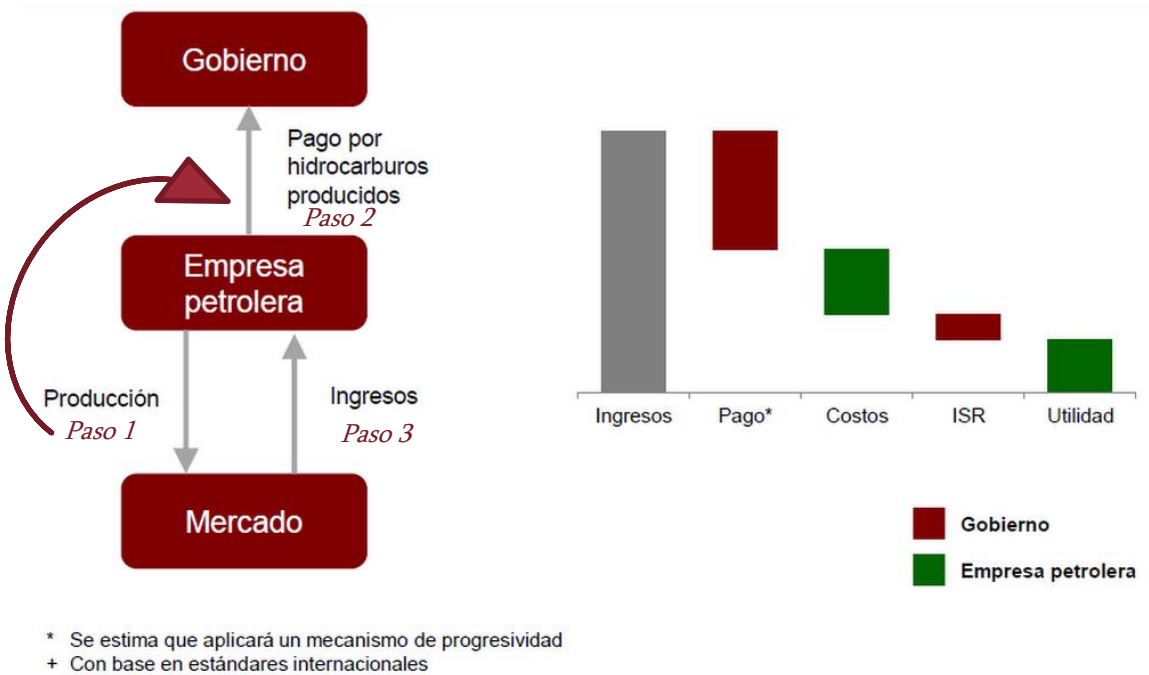 Gobierno
Pago por
hidrocarburos
producidos
Paso 2
Empresa
petrolera
Producción
Paso 1
Ingresos
Paso 3
Mercado
Ingresos
Pago*
Costos
ISR
Utilidad
Gobierno
Empresa petrolera
* Se estima que aplicará un mecanismo de progresividad
+ Con base en estándares internacionales